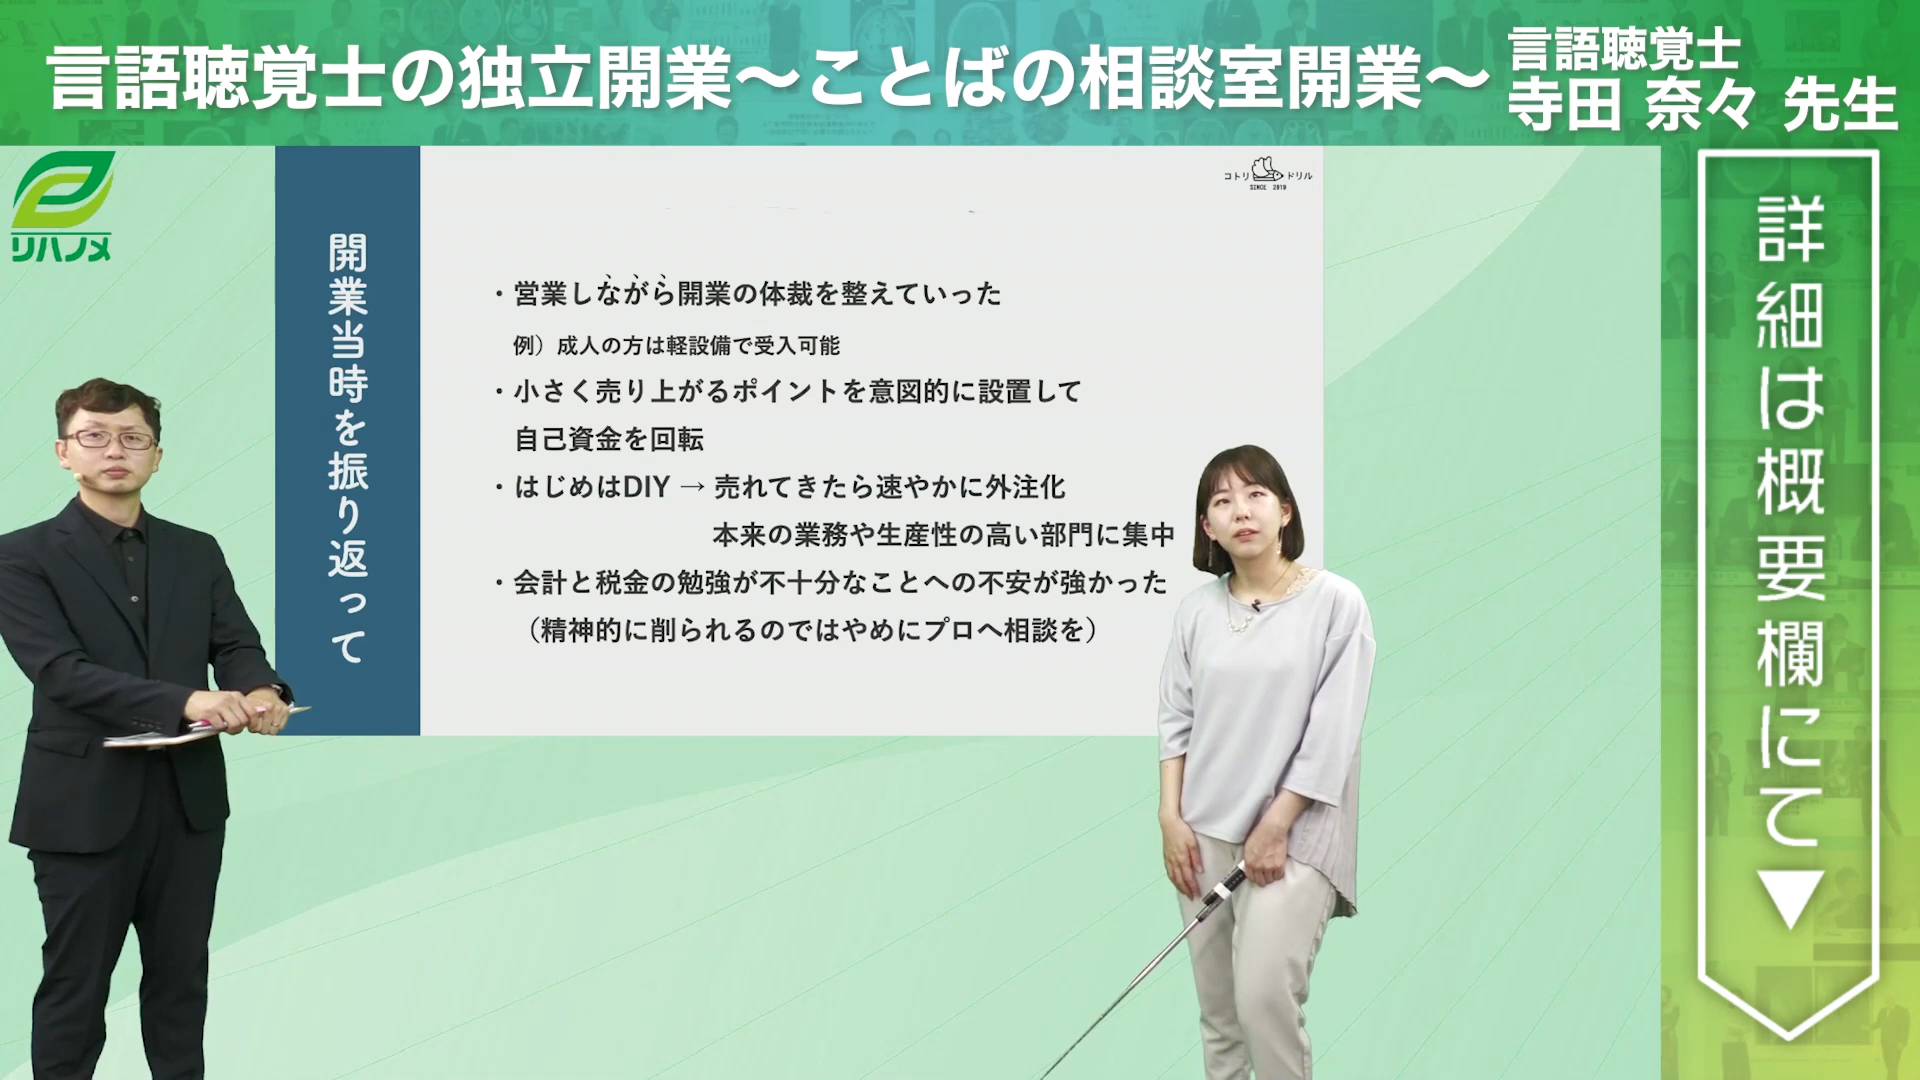 言語聴覚士の独立開業～ことばの相談室開業～
言語聴覚士
寺田 奈々 先生
リハノメ
コトリドリル
SINCE 2019
開業当時を振り返って
・営業しながら開業の体裁を整えていった
例）成人の方は軽設備で受入可能
・小さく売り上がるポイントを意図的に設置して
自己資金を回転
・はじめはDIY → 売れてきたら速やかに外注化
本来の業務や生産性の高い部門に集中
・会計と税金の勉強が不十分なことへの不安が強かった
（精神的に削られるのではやめにプロへ相談を）
詳細は概要欄にて▼